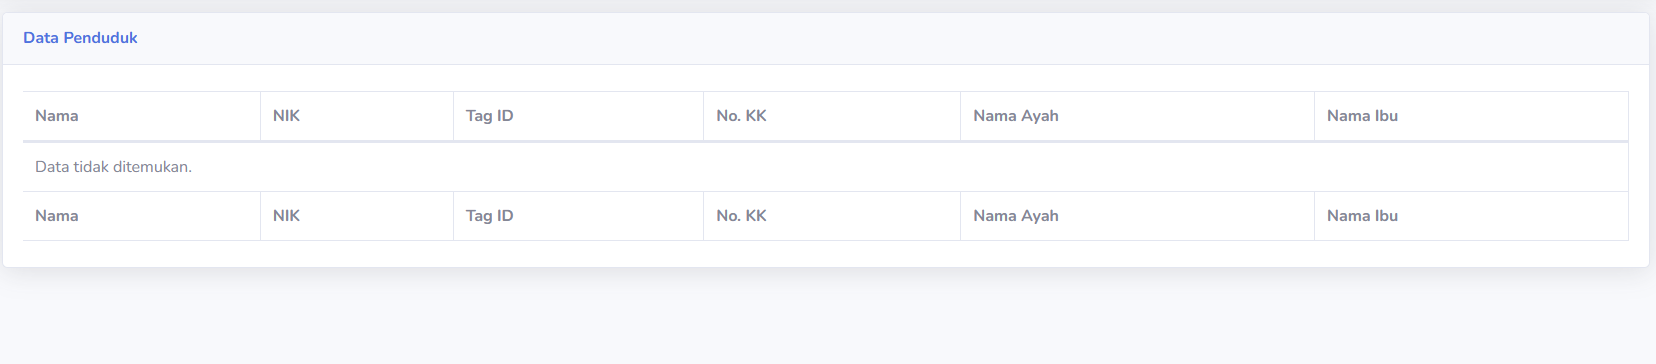 Data Penduduk
Nama NIK Tag ID No. KK Nama Ayah Nama Ibu
Data tidak ditemukan.
Nama NIK Tag ID No. KK Nama Ayah Nama Ibu